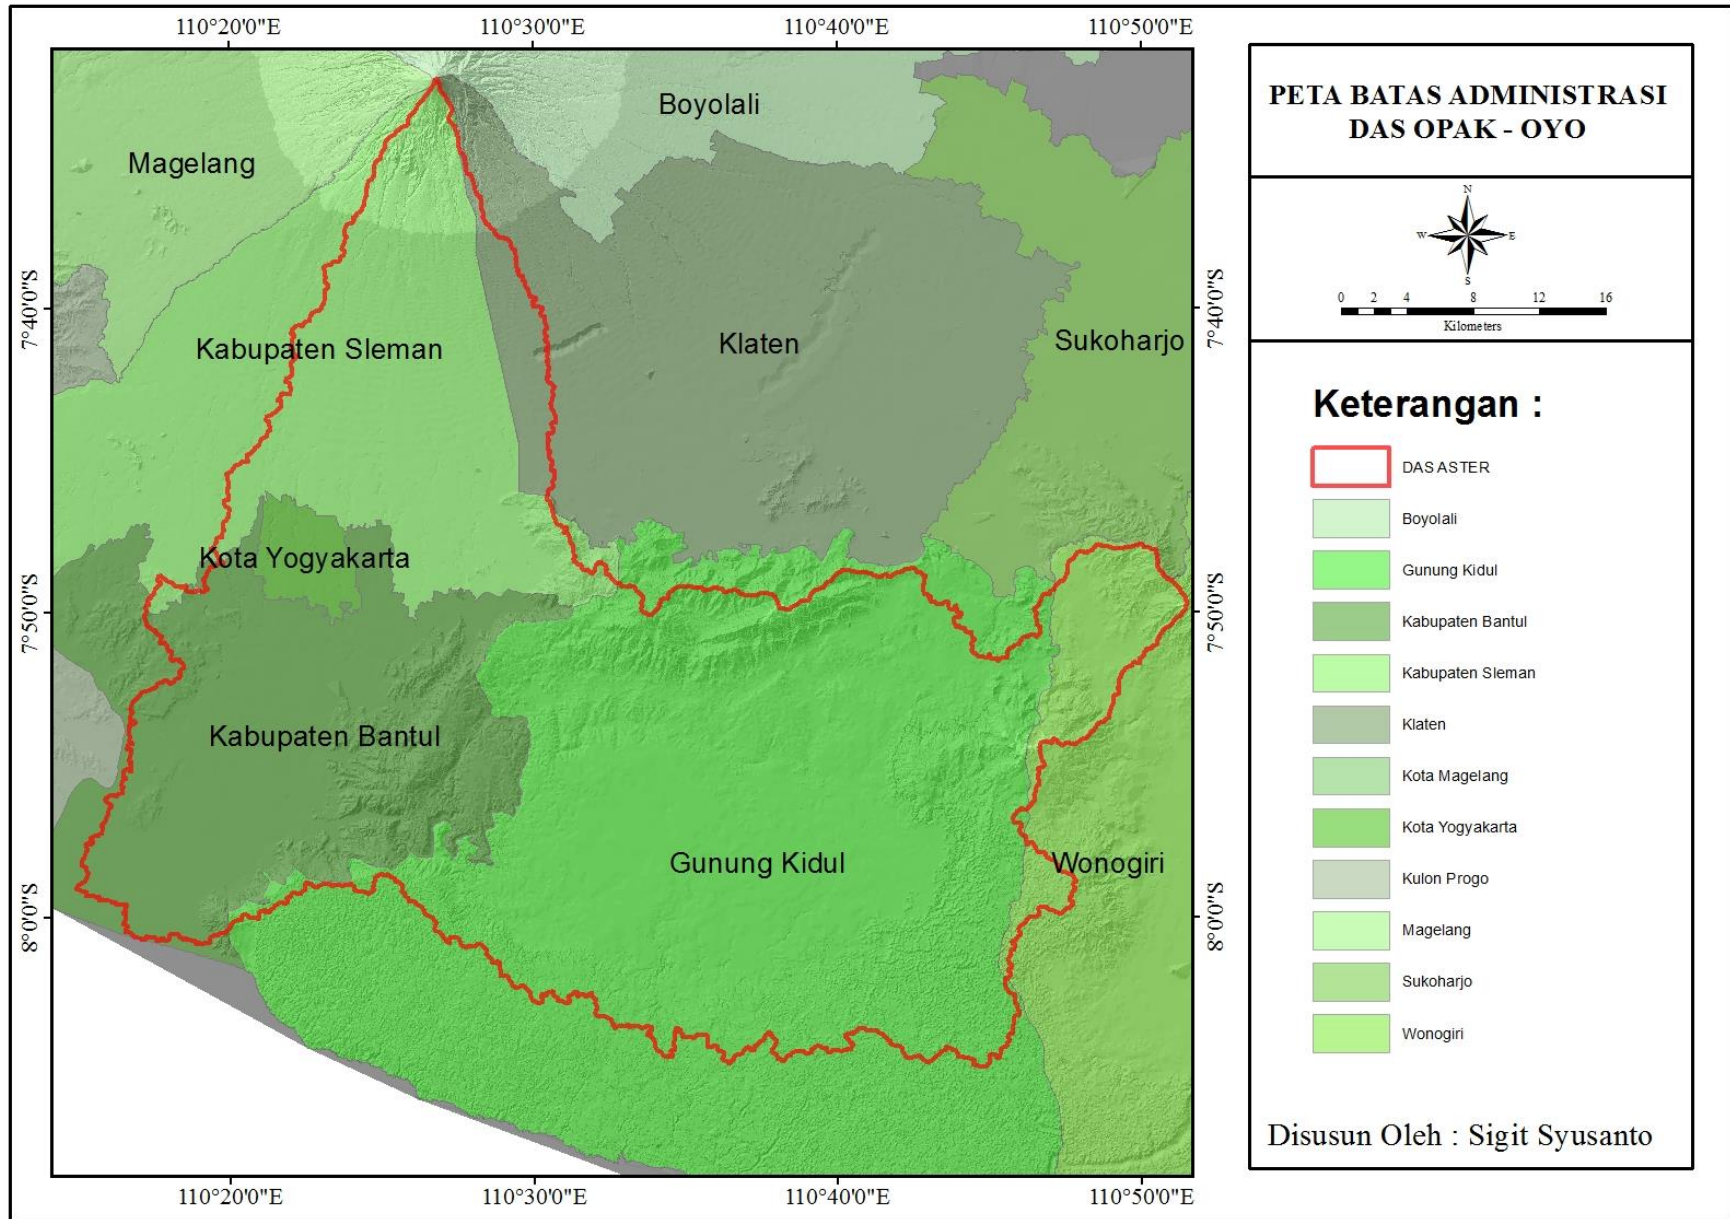 110°20'0"E
110°30'0"E
110°40'0"E
110°50'0"E
7°40'0"S
7°50'0"S
8°0'0"S
Boyolali
Magelang
Kabupaten Sleman
Klaten
Sukoharjo
Kota Yogyakarta
Kabupaten Bantul
Gunung Kidul
Wonogiri
7°40'0"S
7°50'0"S
8°0'0"S
110°20'0"E
110°30'0"E
110°40'0"E
110°50'0"E
PETA BATAS ADMINISTRASI
DAS OPAK - OYO
N
W E
S
0 2 4 8 12 16
Kilometers
Keterangan :
DAS ASTER
Boyolali
Gunung Kidul
Kabupaten Bantul
Kabupaten Sleman
Klaten
Kota Magelang
Kota Yogyakarta
Kulon Progo
Magelang
Sukoharjo
Wonogiri
Disusun Oleh : Sigit Syusanto